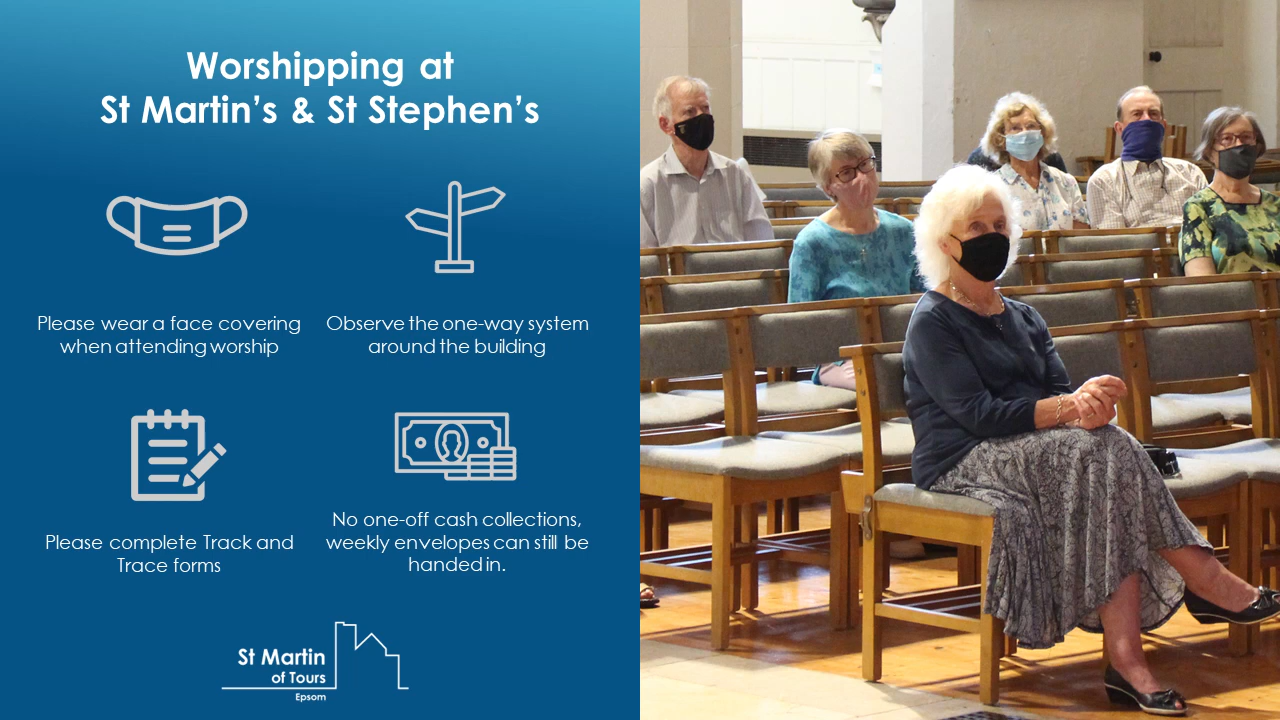 Worshipping at
St Martin's & St Stephen's
Please wear a face covering
when attending worship
Observe the one-way system
around the building
Please complete Track and
Trace forms
No one-off cash collections,
weekly envelopes can still be
handed in.
St Martin
of Tours
Epsom